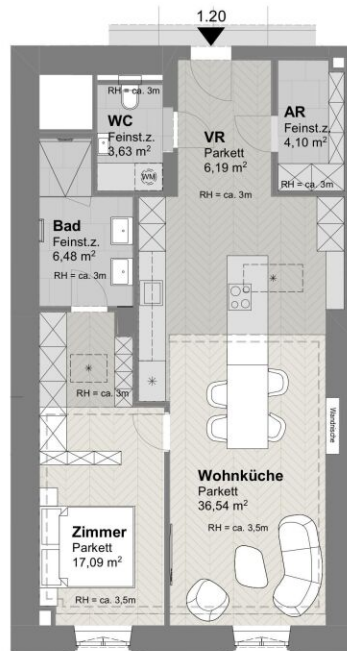 1.20
RH = ca. 3m
WC
Feinst.z.
3,63 m²
WM
VR
Parkett
6,19 m²
RH = ca. 3m
AR
Feinst.z.
4,10 m²
RH = ca. 3m
Bad
Feinst.z.
6,48 m²
RH = ca. 3m
RH = ca. 3m
Wandnische
Wohnküche
Parkett
36,54 m²
RH = ca. 3,5m
Zimmer
Parkett
17,09 m²
RH = ca. 3,5m